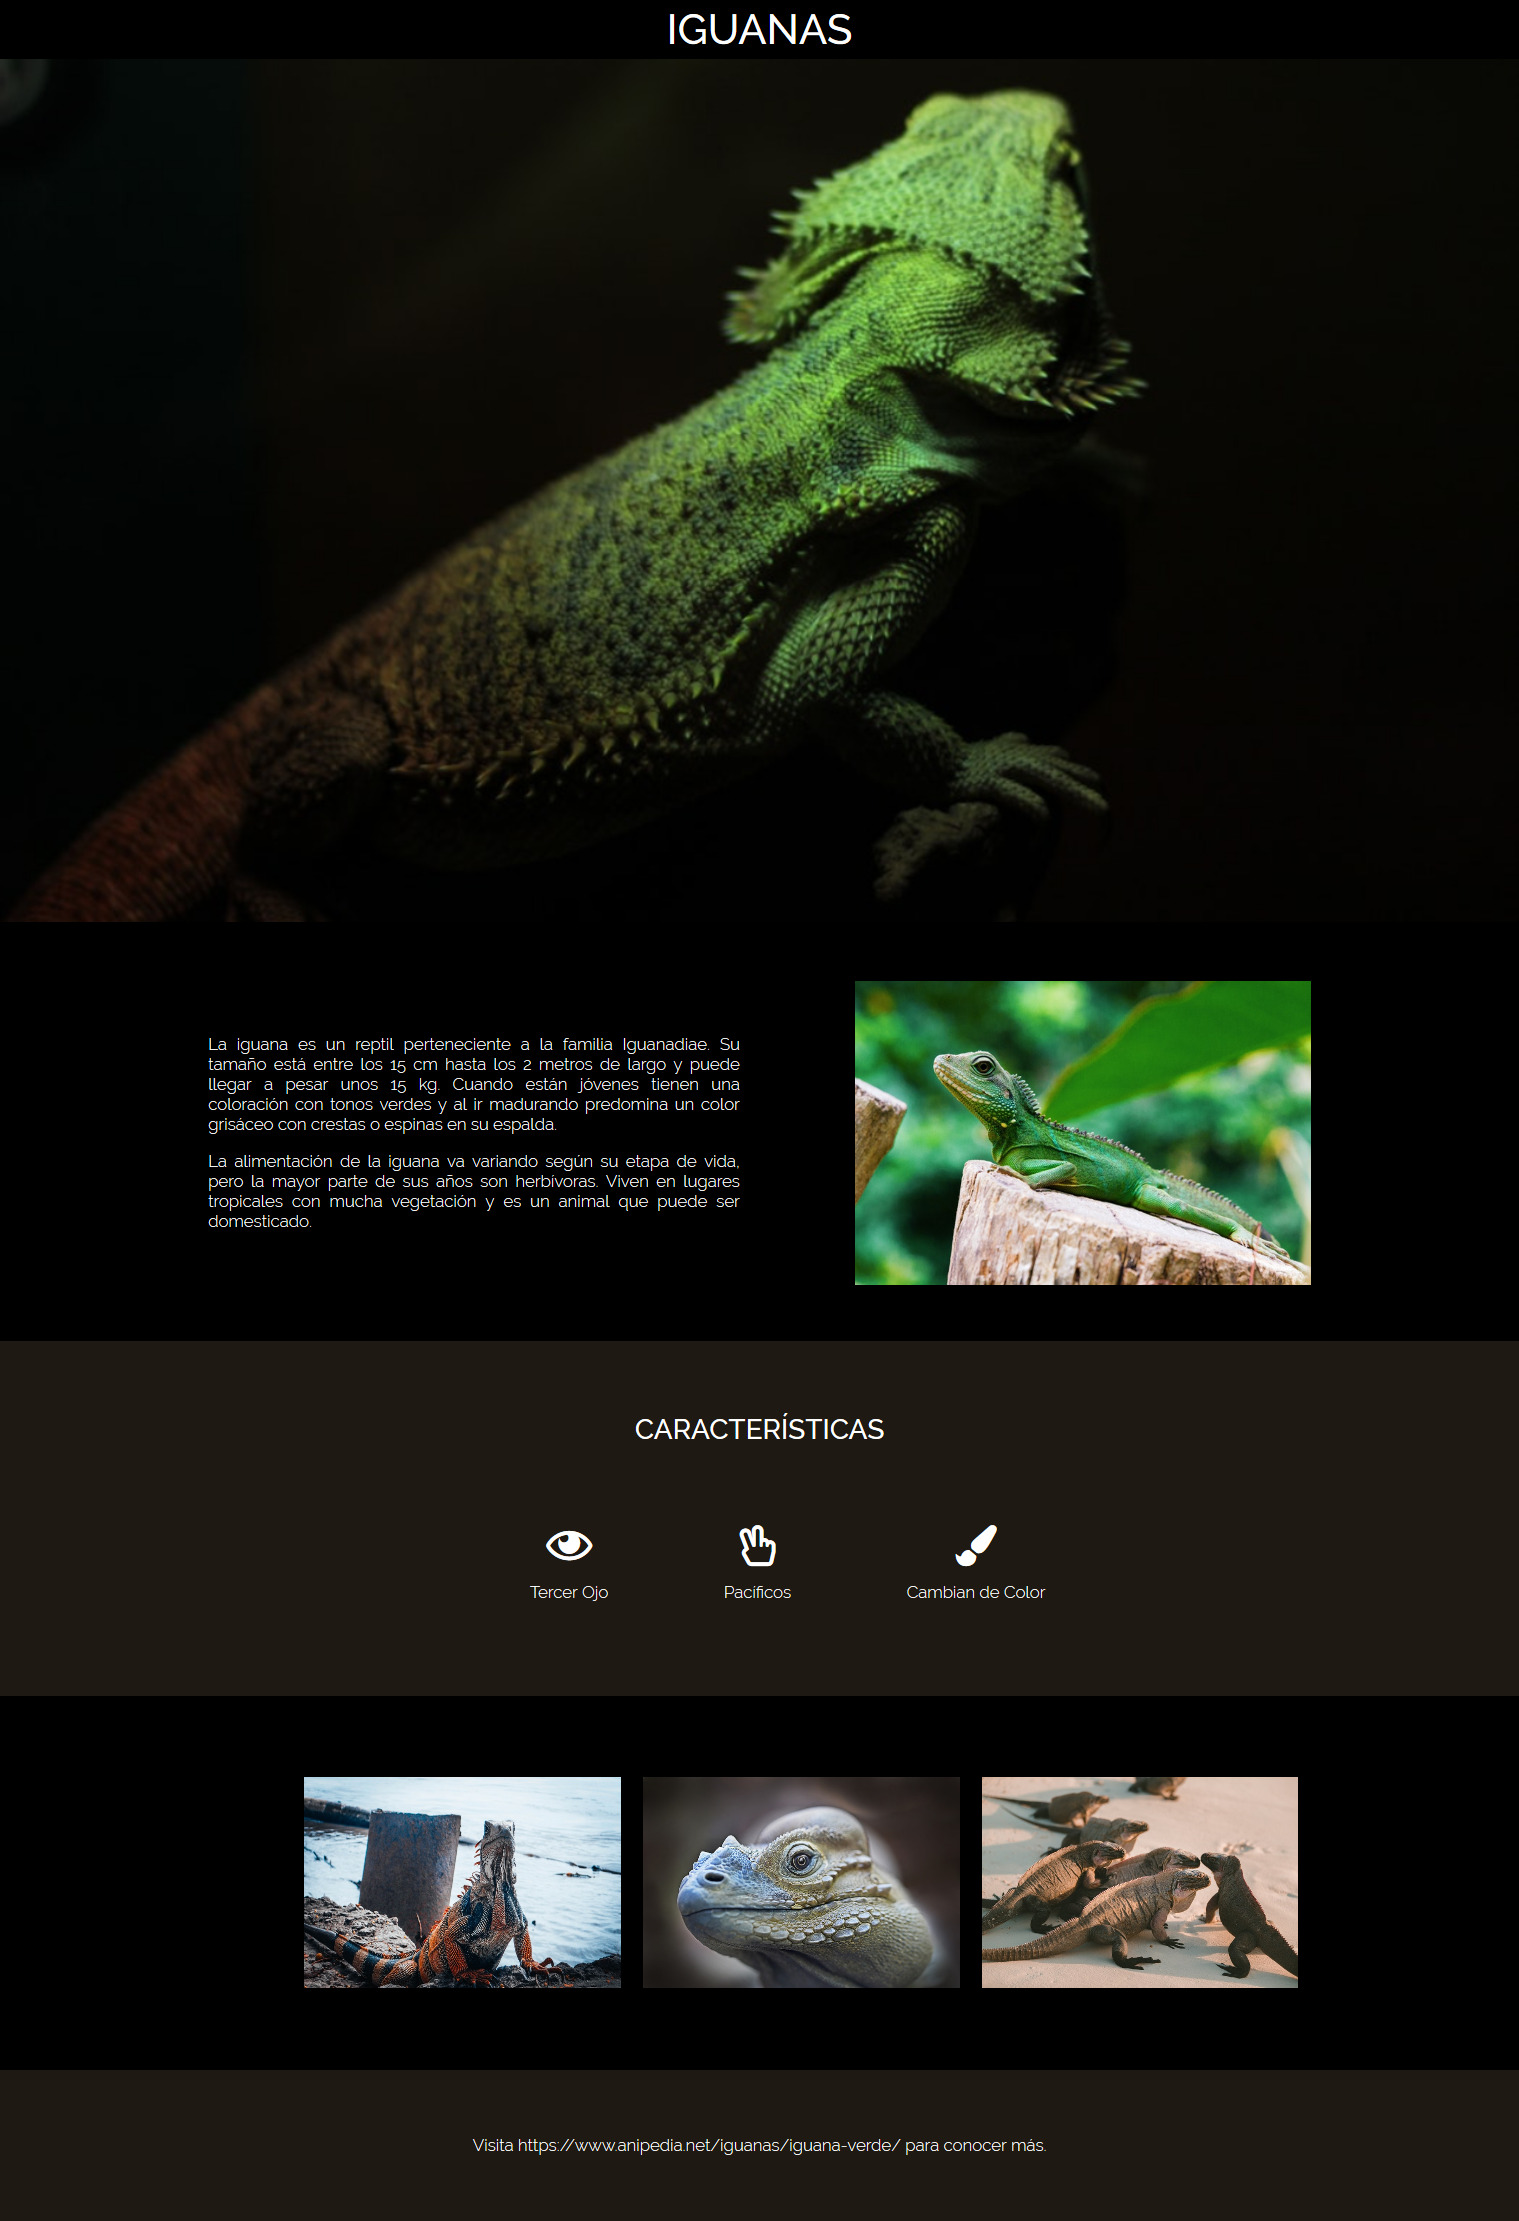 IGUANAS
La iguana es un reptil perteneciente a la familia Iguanadiae. Su
tamaño está entre los 15 cm hasta los 2 metros de largo y puede
llegar a pesar unos 15 kg. Cuando están jóvenes tienen una
coloración con tonos verdes y al ir madurando predomina un color
grisáceo con crestas o espinas en su espalda.
La alimentación de la iguana va variando según su etapa de vida,
pero la mayor parte de sus años son herbívoras. Viven en lugares
tropicales con mucha vegetación y es un animal que puede ser
domesticado.
CARACTERÍSTICAS
Tercer Ojo
Pacíficos
Cambian de Color
Visita https://www.anipedia.net/iguanas/iguana-verde/ para conocer más.